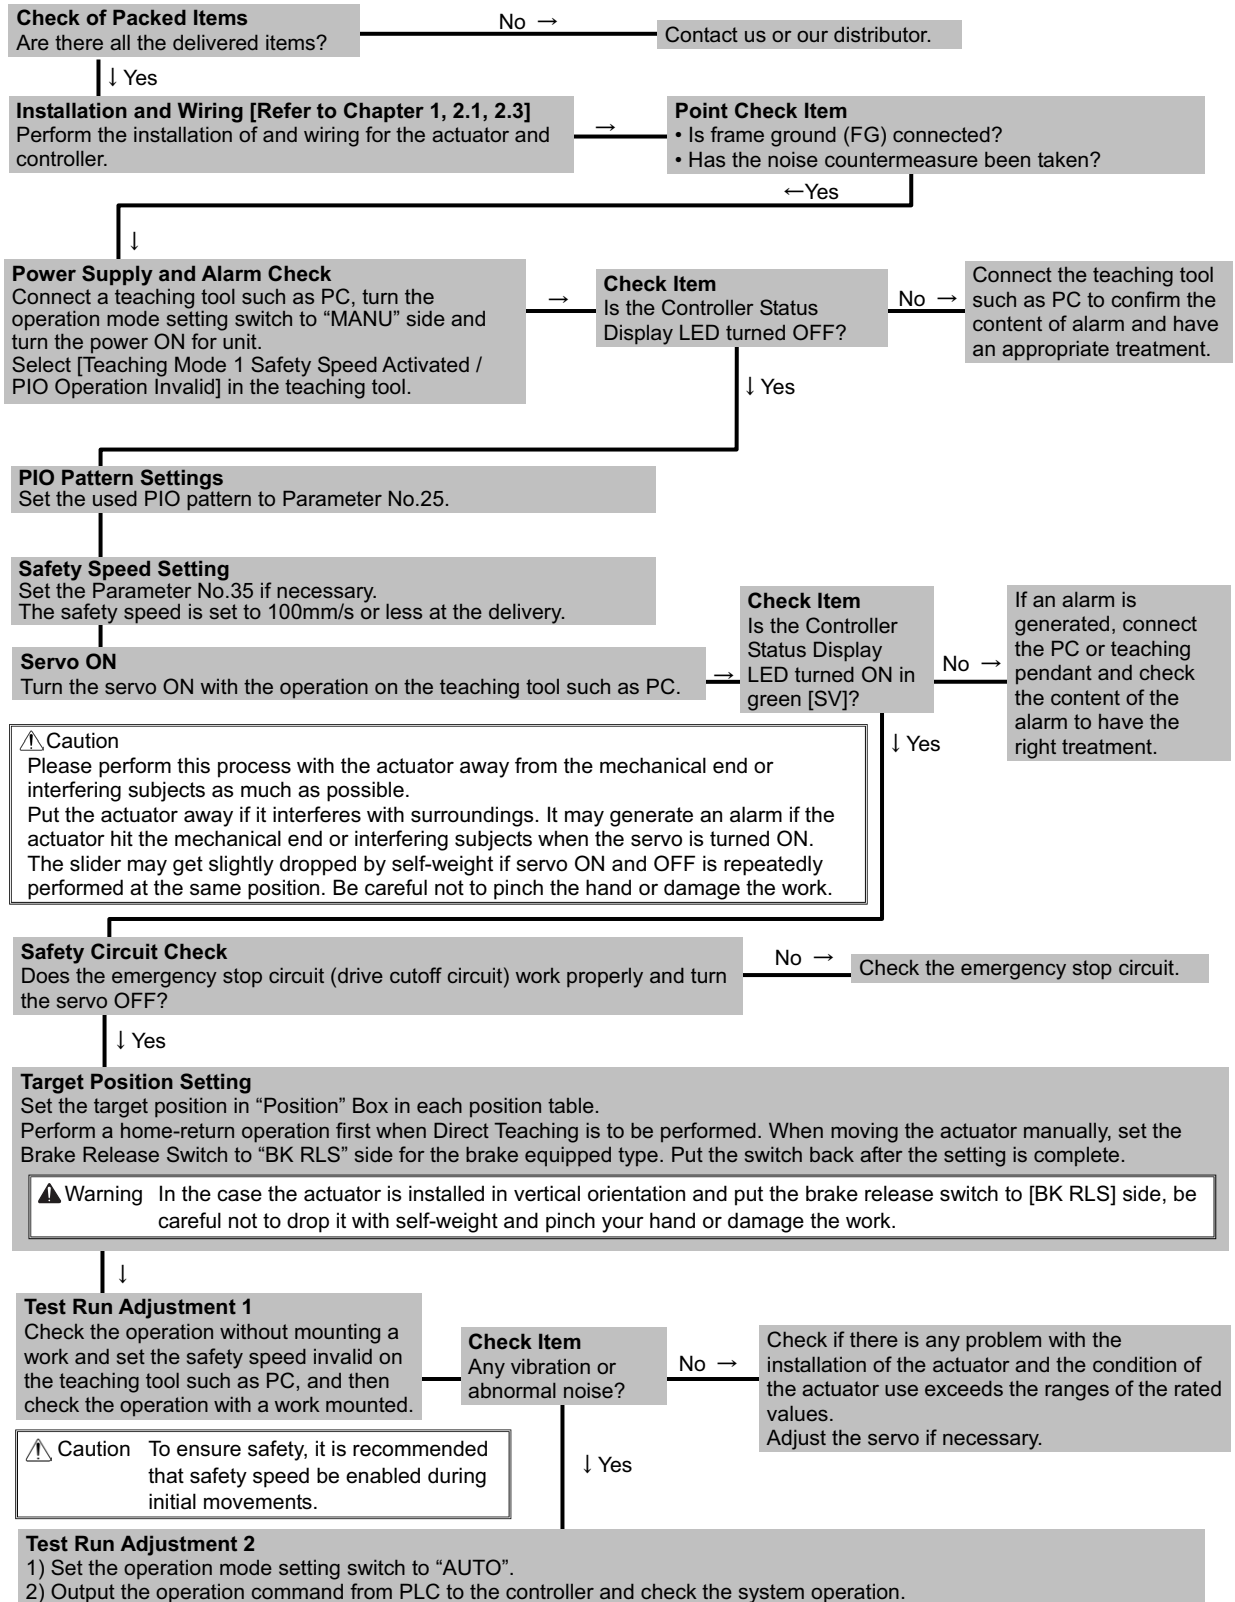 Check of Packed Items
Are there all the delivered items?
No →
Contact us or our distributor.
↓ Yes
Installation and Wiring [Refer to Chapter 1, 2.1, 2.3]
Perform the installation of and wiring for the actuator and
controller.
→
Point Check Item
• Is frame ground (FG) connected?
• Has the noise countermeasure been taken?
←Yes
↓
Power Supply and Alarm Check
Connect a teaching tool such as PC, turn the
operation mode setting switch to “MANU” side and
turn the power ON for unit.
Select [Teaching Mode 1 Safety Speed Activated /
PIO Operation Invalid] in the teaching tool.
→
Check Item
Is the Controller Status
Display LED turned OFF?
No →
Connect the teaching tool
such as PC to confirm the
content of alarm and have
an appropriate treatment.
↓ Yes
PIO Pattern Settings
Set the used PIO pattern to Parameter No.25.
Safety Speed Setting
Set the Parameter No.35 if necessary.
The safety speed is set to 100mm/s or less at the delivery.
Servo ON
Turn the servo ON with the operation on the teaching tool such as PC.
→
Check Item
Is the Controller
Status Display
LED turned ON in
green [SV]?
No →
If an alarm is
generated, connect
the PC or teaching
pendant and check
the content of the
alarm to have the
right treatment.
↓ Yes
⚠Caution
Please perform this process with the actuator away from the mechanical end or
interfering subjects as much as possible.
Put the actuator away if it interferes with surroundings. It may generate an alarm if the
actuator hit the mechanical end or interfering subjects when the servo is turned ON.
The slider may get slightly dropped by self-weight if servo ON and OFF is repeatedly
performed at the same position. Be careful not to pinch the hand or damage the work.
Safety Circuit Check
Does the emergency stop circuit (drive cutoff circuit) work properly and turn
the servo OFF?
No →
Check the emergency stop circuit.
↓ Yes
Target Position Setting
Set the target position in “Position” Box in each position table.
Perform a home-return operation first when Direct Teaching is to be performed. When moving the actuator manually, set the
Brake Release Switch to “BK RLS” side for the brake equipped type. Put the switch back after the setting is complete.
⚠Warning In the case the actuator is installed in vertical orientation and put the brake release switch to [BK RLS] side, be
careful not to drop it with self-weight and pinch your hand or damage the work.
↓
Test Run Adjustment 1
Check the operation without mounting a
work and set the safety speed invalid on
the teaching tool such as PC, and then
check the operation with a work mounted.
Check Item
Any vibration or
abnormal noise?
No →
Check if there is any problem with the
installation of the actuator and the condition of
the actuator use exceeds the ranges of the rated
values.
Adjust the servo if necessary.
⚠ Caution To ensure safety, it is recommended
that safety speed be enabled during
initial movements.
↓ Yes
Test Run Adjustment 2
1) Set the operation mode setting switch to “AUTO”.
2) Output the operation command from PLC to the controller and check the system operation.